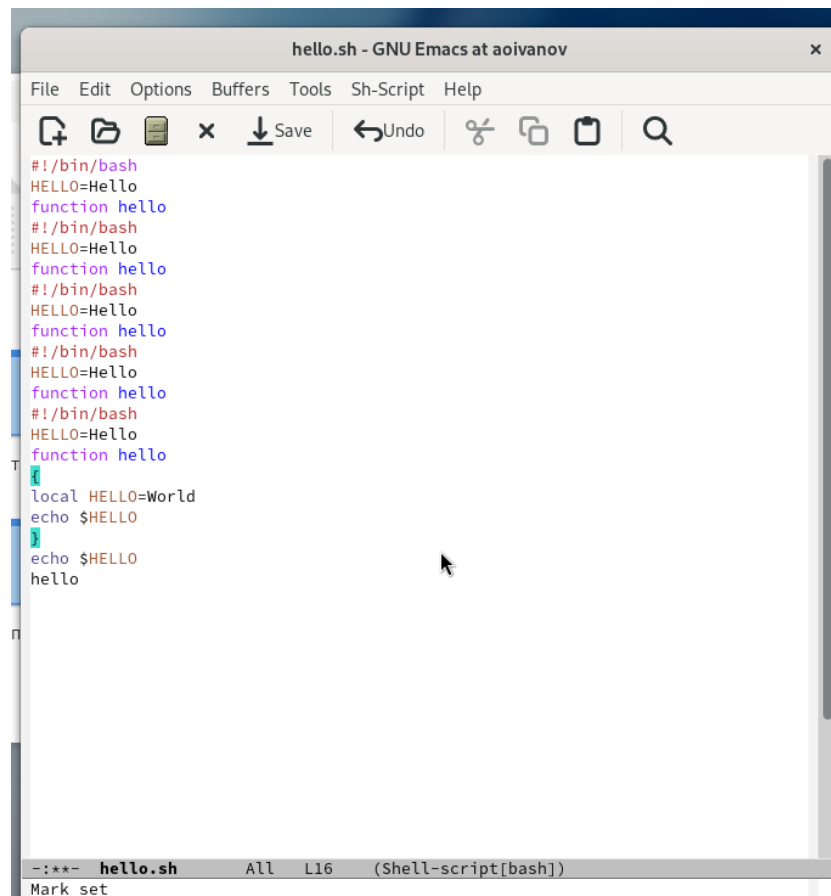 hello.sh - GNU Emacs at aoivanov
File Edit Options Buffers Tools Sh-Script Help
Save Undo
#!/bin/bash
HELLO=Hello
function hello
#!/bin/bash
HELLO=Hello
function hello
#!/bin/bash
HELLO=Hello
function hello
#!/bin/bash
HELLO=Hello
function hello
#!/bin/bash
HELLO=Hello
function hello
{
local HELLO=World
echo $HELLO
}
echo $HELLO
hello
-:**- hello.sh All L16 (Shell-script[bash])
Mark set